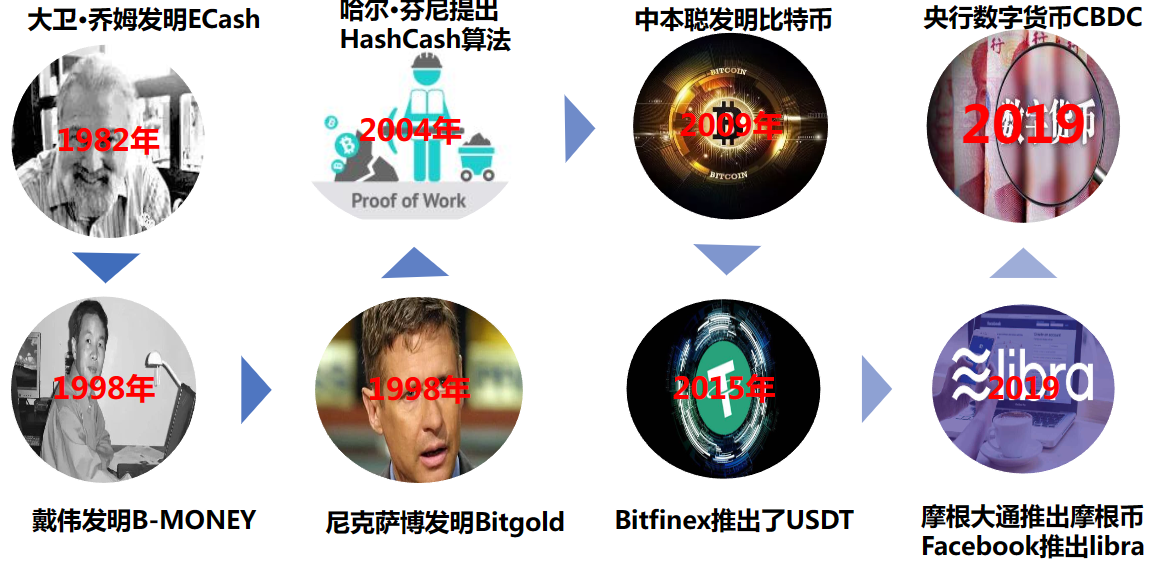 大卫·乔姆发明ECash
1982年
1998年
戴伟发明B-MONEY
1998年
尼克萨博发明Bitgold
哈尔·芬尼提出
HashCash算法
2004年
Proof of Work
中本聪发明比特币
BITCOIN
2009年
BITCOIN
2015年
Bitfinex推出了USDT
libra
2019
摩根大通推出摩根币
Facebook推出libra
央行数字货币CBDC
数字货币
2019